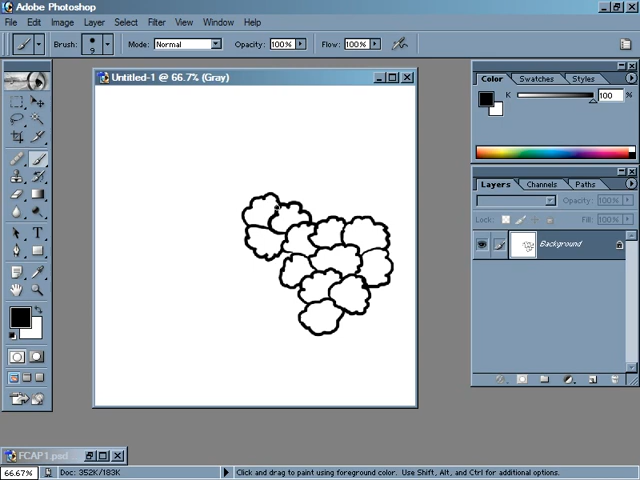 Adobe Photoshop
File Edit Image Layer Select Filter View Window Help
Brush: 9 Mode: Normal Opacity: 100% Flow: 100%
Untitled-1 @ 66.7% (Gray)
Color Swatches Styles
K 100 %
Layers Channels Paths
Opacity: 100%
Lock: Fill: 100%
Background
T
FCAP1.psd
66.67% Doc: 352K/183K Click and drag to paint using foreground color. Use Shift, Alt, and Ctrl for additional options.